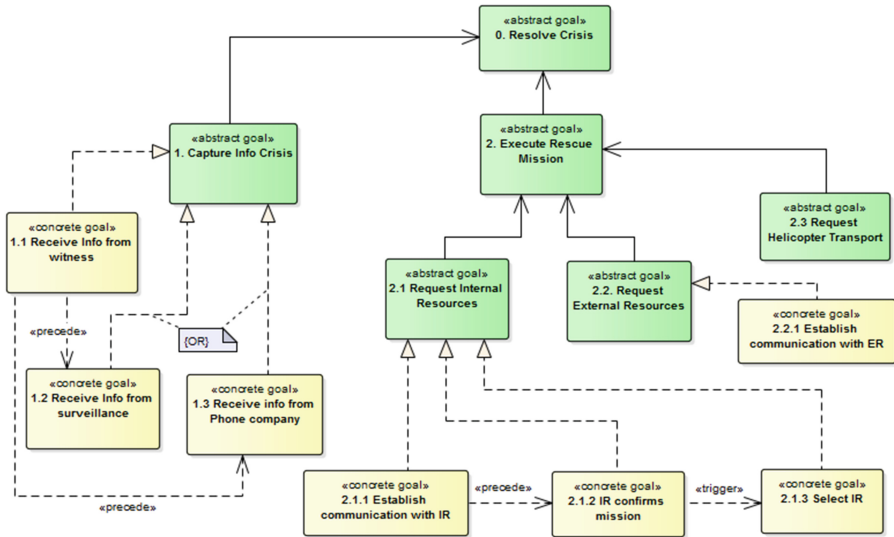 «abstract goal»
0. Resolve Crisis
«abstract goal»
1. Capture Info Crisis
«abstract goal»
2. Execute Rescue
Mission
«abstract goal»
2.3 Request
Helicopter Transport
«concrete goal»
1.1 Receive Info from
witness
«abstract goal»
2.1 Request Internal
Resources
«abstract goal»
2.2. Request
External Resources
«concrete goal»
2.2.1 Establish
communication with ER
«precede»
{OR}
«concrete goal»
1.2 Receive Info from
surveillance
«concrete goal»
1.3 Receive info from
Phone company
«precede»
«concrete goal»
2.1.1 Establish
communication with IR
«precede»
«concrete goal»
2.1.2 IR confirms
mission
«trigger»
«concrete goal»
2.1.3 Select IR